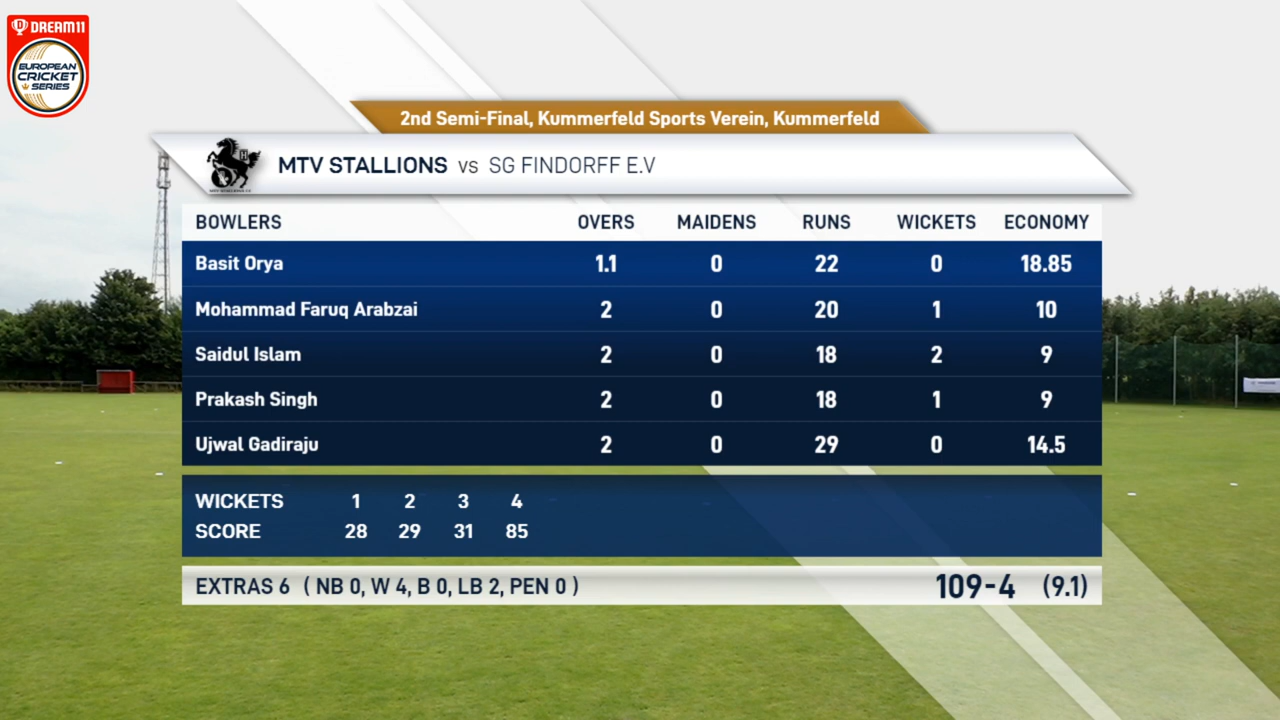 DREAM11
EUROPEAN
CRICKET
SERIES
2nd Semi-Final, Kummerfeld Sports Verein, Kummerfeld
MTV STALLIONS vs SG FINDORFF E.V
BOWLERS OVERS MAIDENS RUNS WICKETS ECONOMY
Basit Orya 1.1 0 22 0 18.85
Mohammad Faruq Arabzai 2 0 20 1 10
Saidul Islam 2 0 18 2 9
Prakash Singh 2 0 18 1 9
Ujwal Gadiraju 2 0 29 0 14.5
WICKETS 1 2 3 4
SCORE 28 29 31 85
EXTRAS 6 ( NB 0, W 4, B 0, LB 2, PEN 0 ) 109-4 (9.1)